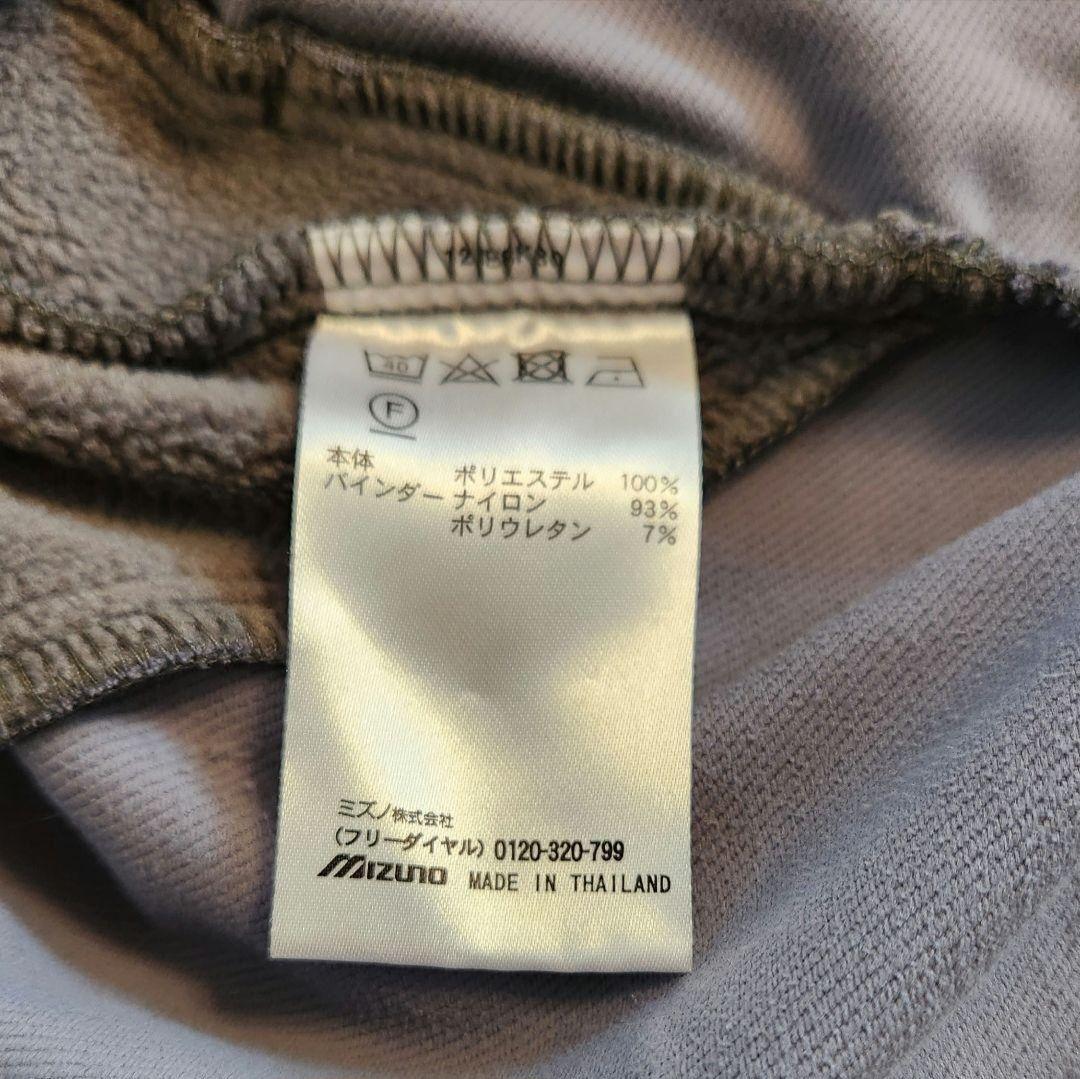 40
F
本体 ポリエステル 100%
バインダー ナイロン 93%
ポリウレタン 7%
ミズノ株式会社
(フリーダイヤル) 0120-320-799
MIZUNO MADE IN THAILAND